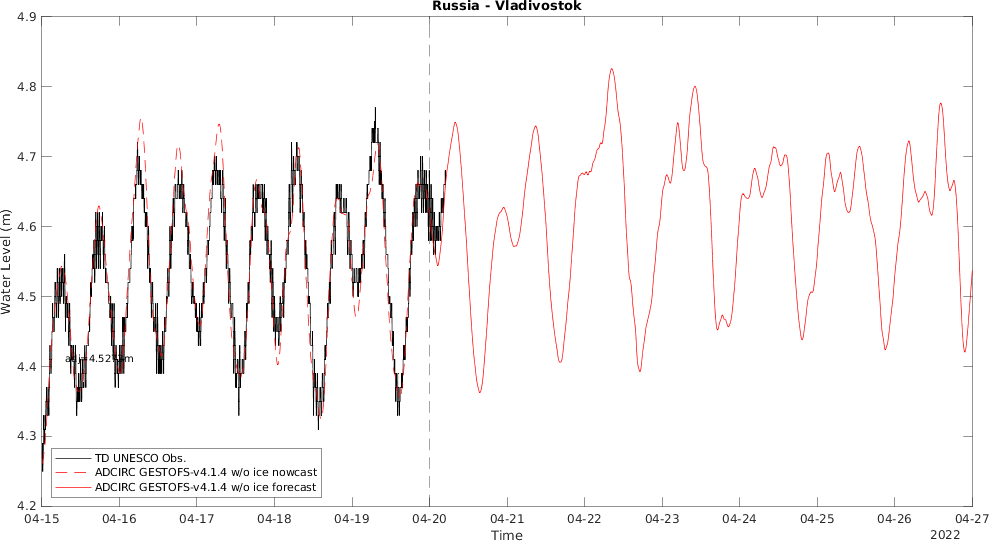 Russia - Vladivostok
4.9
4.8
4.7
4.6
4.5
4.4
4.3
4.2
Water Level (m)
TD UNESCO Obs.
ADCIRC GESTOFS-v4.1.4 w/o ice nowcast
ADCIRC GESTOFS-v4.1.4 w/o ice forecast
04-15 04-16 04-17 04-18 04-19 04-20 04-21 04-22 04-23 04-24 04-25 04-26 04-27
Time
2022